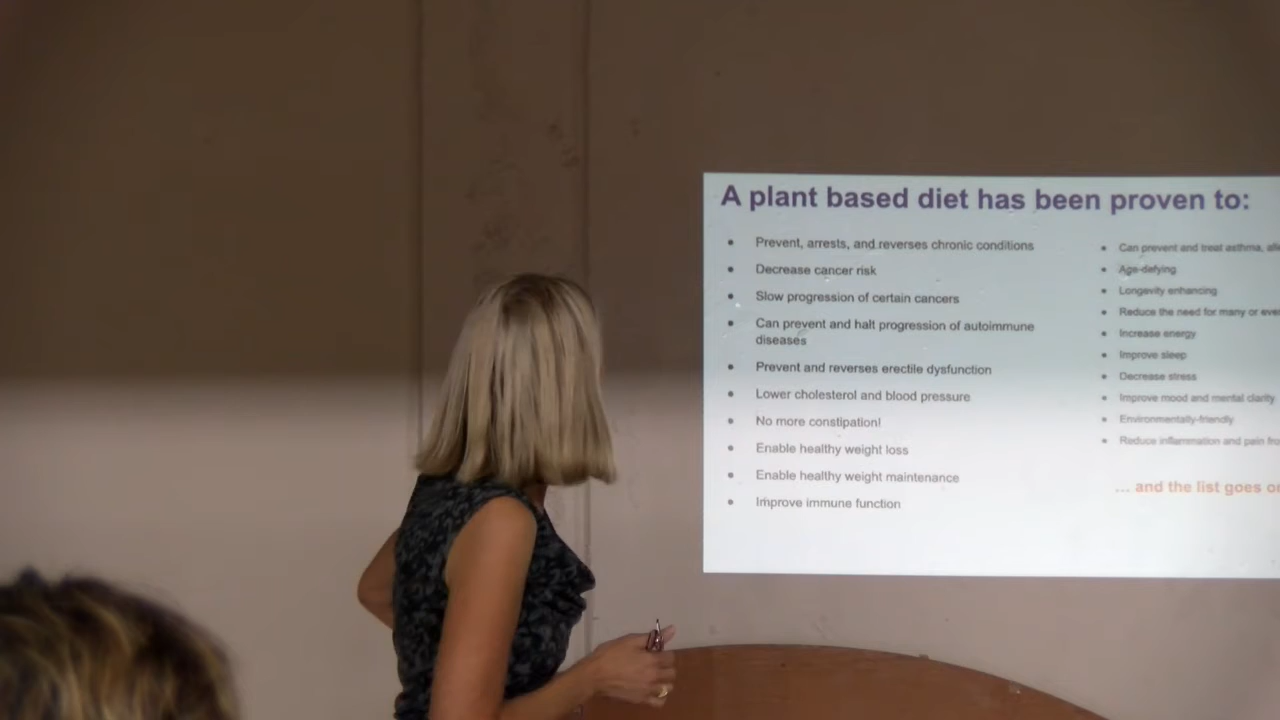 A plant based diet has been proven to:
Prevent, arrests, and reverses chronic conditions
Decrease cancer risk
Slow progression of certain cancers
Can prevent and halt progression of autoimmune
diseases
Prevent and reverses erectile dysfunction
Lower cholesterol and blood pressure
No more constipation!
Enable healthy weight loss
Enable healthy weight maintenance
Improve immune function
Can prevent and treat asthma,
Age-defying
Longevity enhancing
Reduce the need for many or
Increase energy
Improve sleep
Decrease stress
Improve mood and mental clarity
Environmentally-friendly
Reduce inflammation and pain
... and the list goes